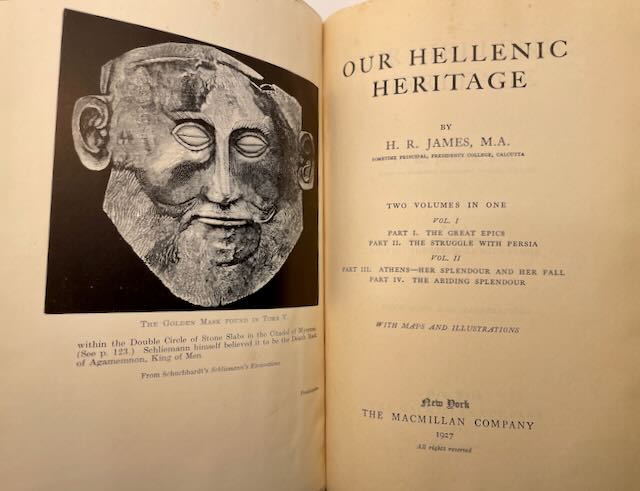 THE GOLDEN MASK FOUND IN TOMB V.
within the Double Circle of Stone Slabs in the Citadel of Mycenae.
(See p. 123.) Schliemann himself believed it to be the Death Mask
of Agamemnon, King of Men
From Schuchhardt's Schliemann's Excavations
OUR HELLENIC
HERITAGE
BY
H. R. JAMES, M.A.
SOMETIME PRINCIPAL, PRESIDENCY COLLEGE, CALCUTTA
TWO VOLUMES IN ONE
VOL. I
PART I. THE GREAT EPICS
PART II. THE STRUGGLE WITH PERSIA
VOL. II
PART III. ATHENS—HER SPLENDOUR AND HER FALL
PART IV. THE ABIDING SPLENDOUR
WITH MAPS AND ILLUSTRATIONS
New York
THE MACMILLAN COMPANY
1927
All rights reserved